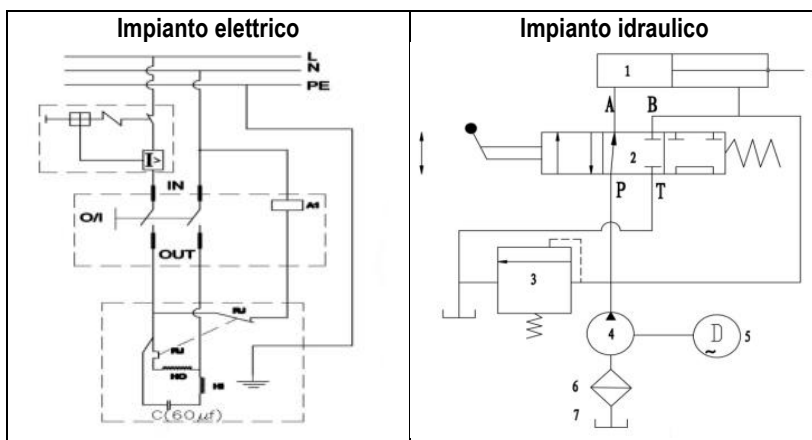 Impianto elettrico
L
N
PE
I>
IN
O/I
A1
OUT
RJ
RJ
HO
HI
C(60µf)
Impianto idraulico
1
A B
2
P T
3
4
D
~
5
6
7